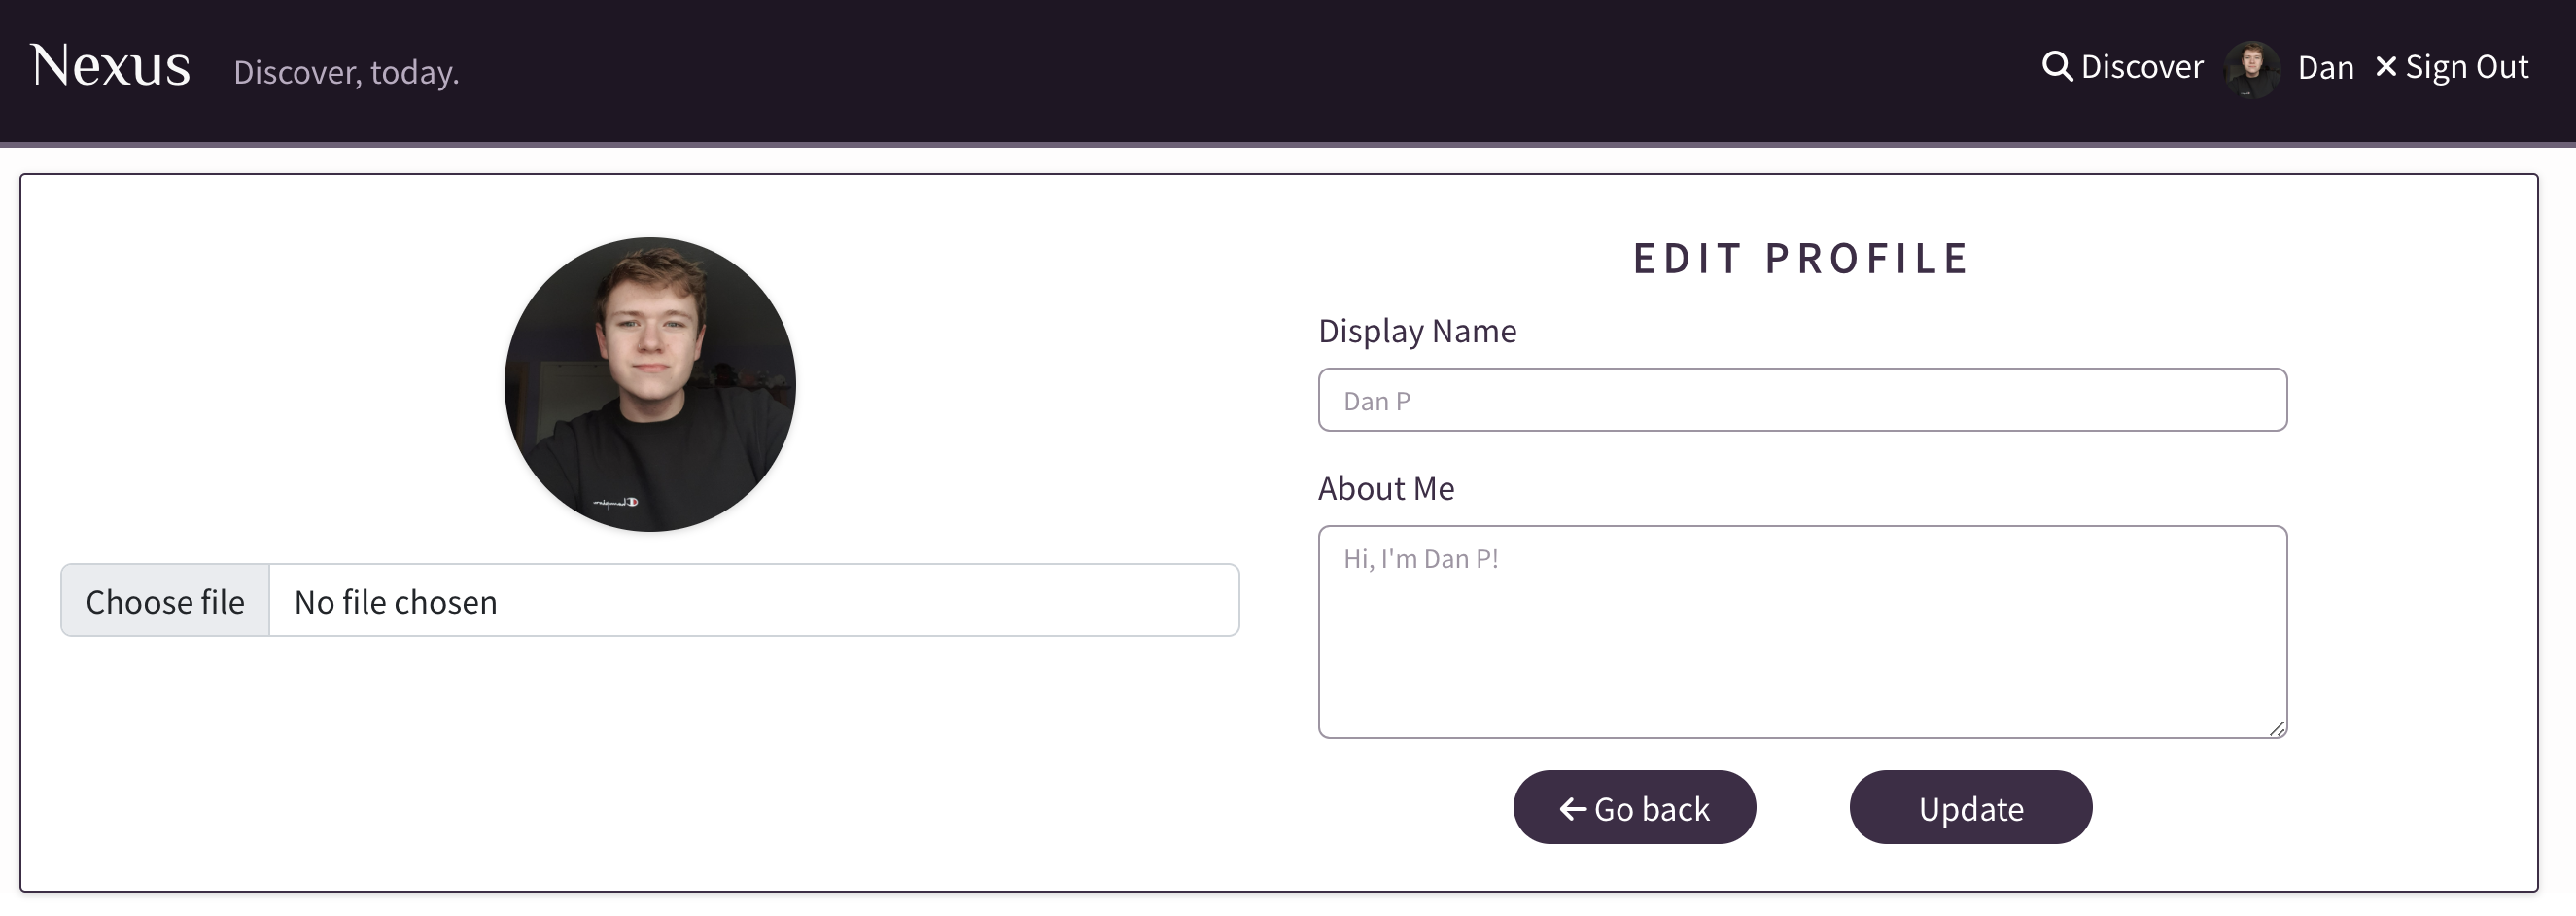 Nexus Discover, today. Discover Dan Sign Out
EDIT PROFILE
Display Name
Dan P
About Me
Hi, I'm Dan P!
Choose file No file chosen
Go back Update